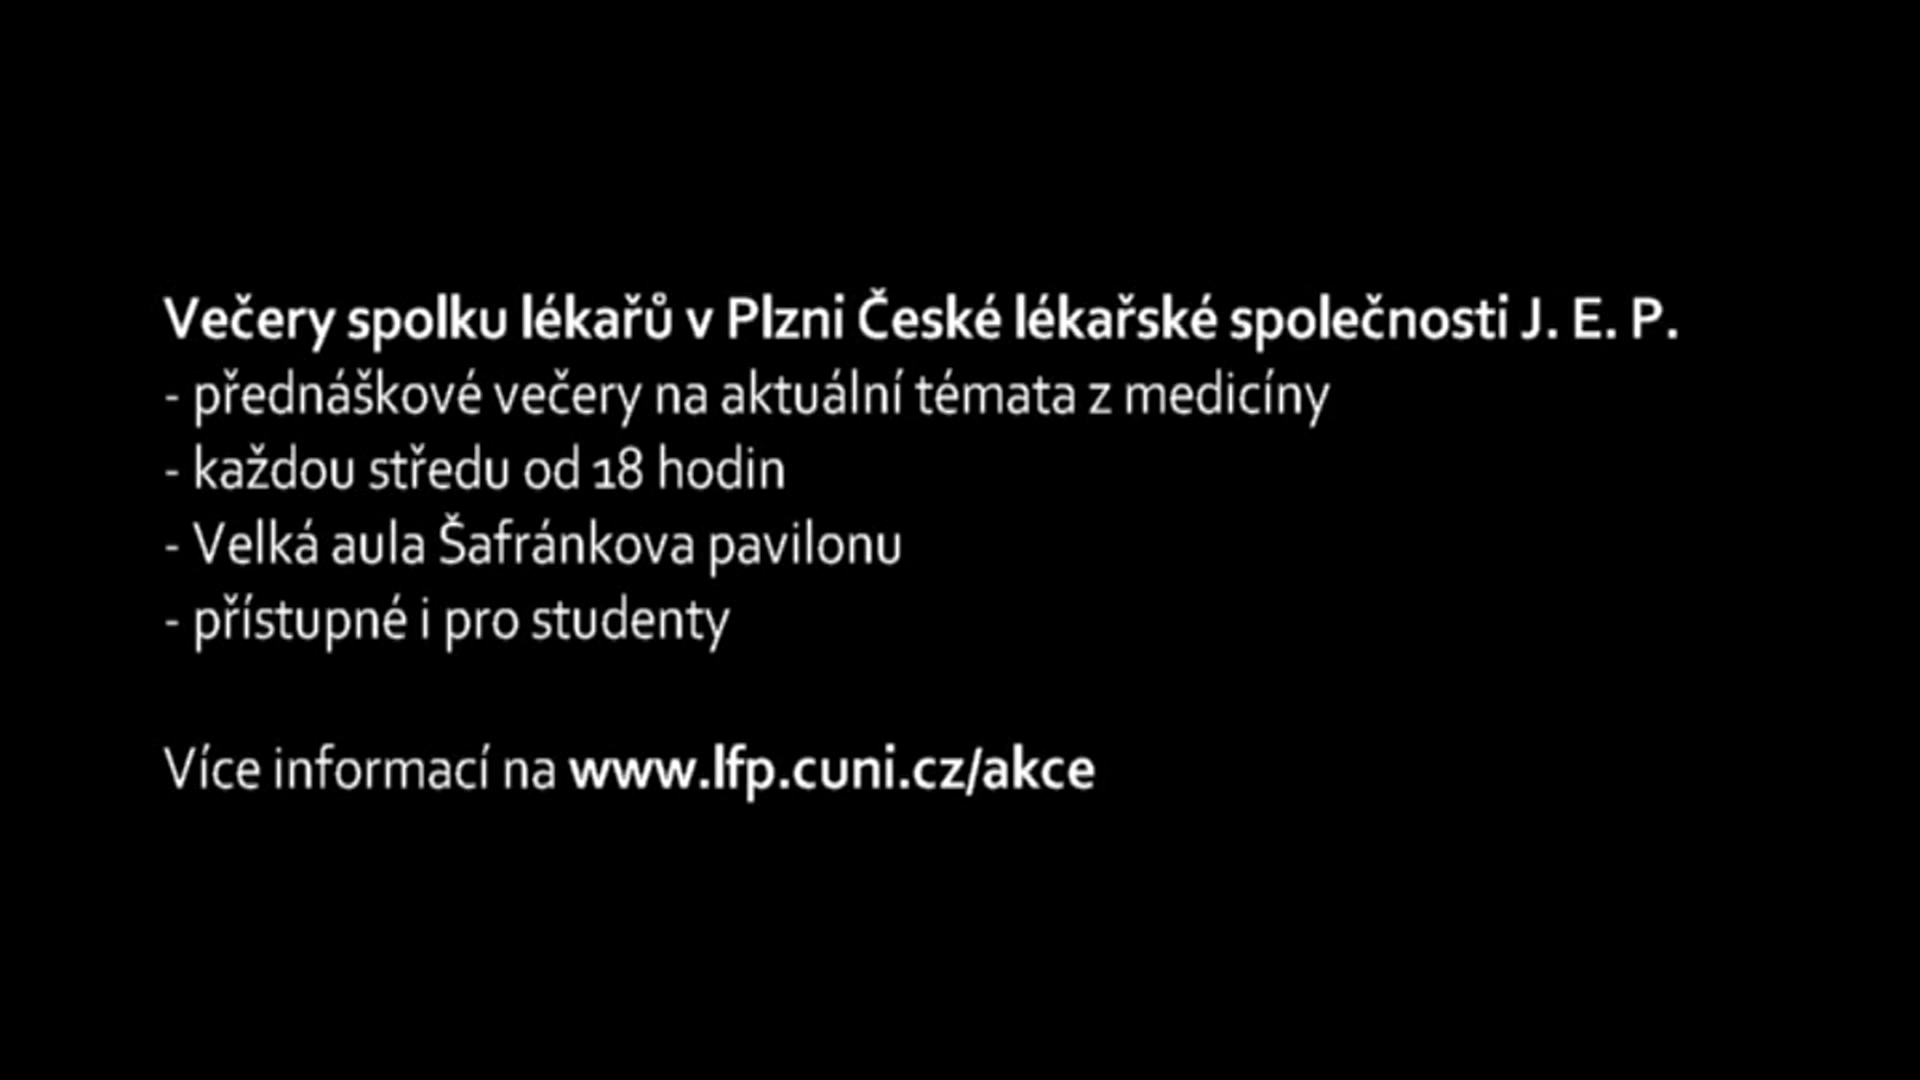 Večery spolku lékařů v Plzni České lékařské společnosti J. E. P.
- přednáškové večery na aktuální témata z medicíny
- každou středu od 18 hodin
- Velká aula Šafránkova pavilonu
- přístupné i pro studenty
Více informací na www.lfp.cuni.cz/akce